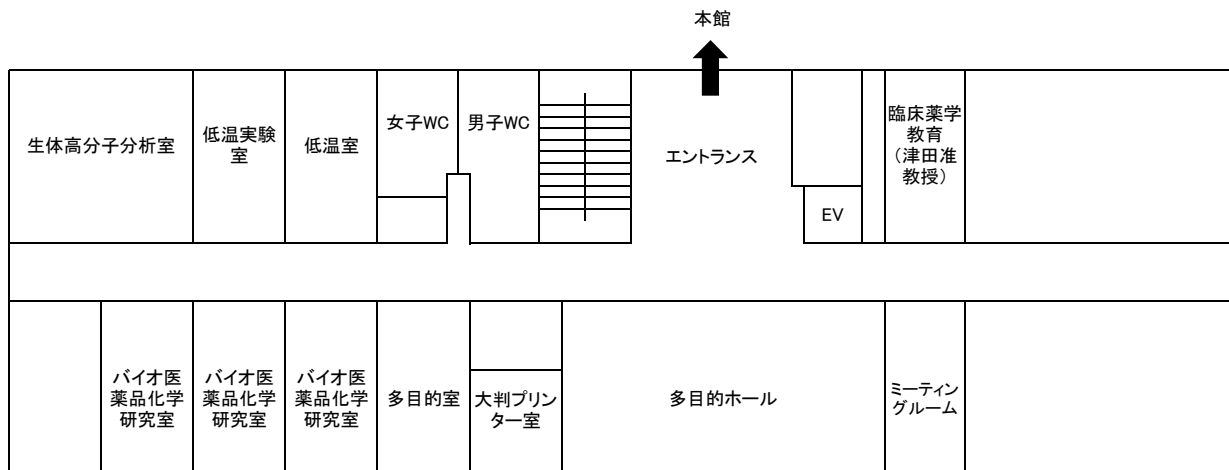 本館
生体高分子分析室
低温実験
室
低温室
女子WC
男子WC
エントランス
EV
臨床薬学
教育
（津田准
教授）
バイオ医
薬品化学
研究室
バイオ医
薬品化学
研究室
バイオ医
薬品化学
研究室
多目的室
大判プリン
ター室
多目的ホール
ミーティン
グルーム